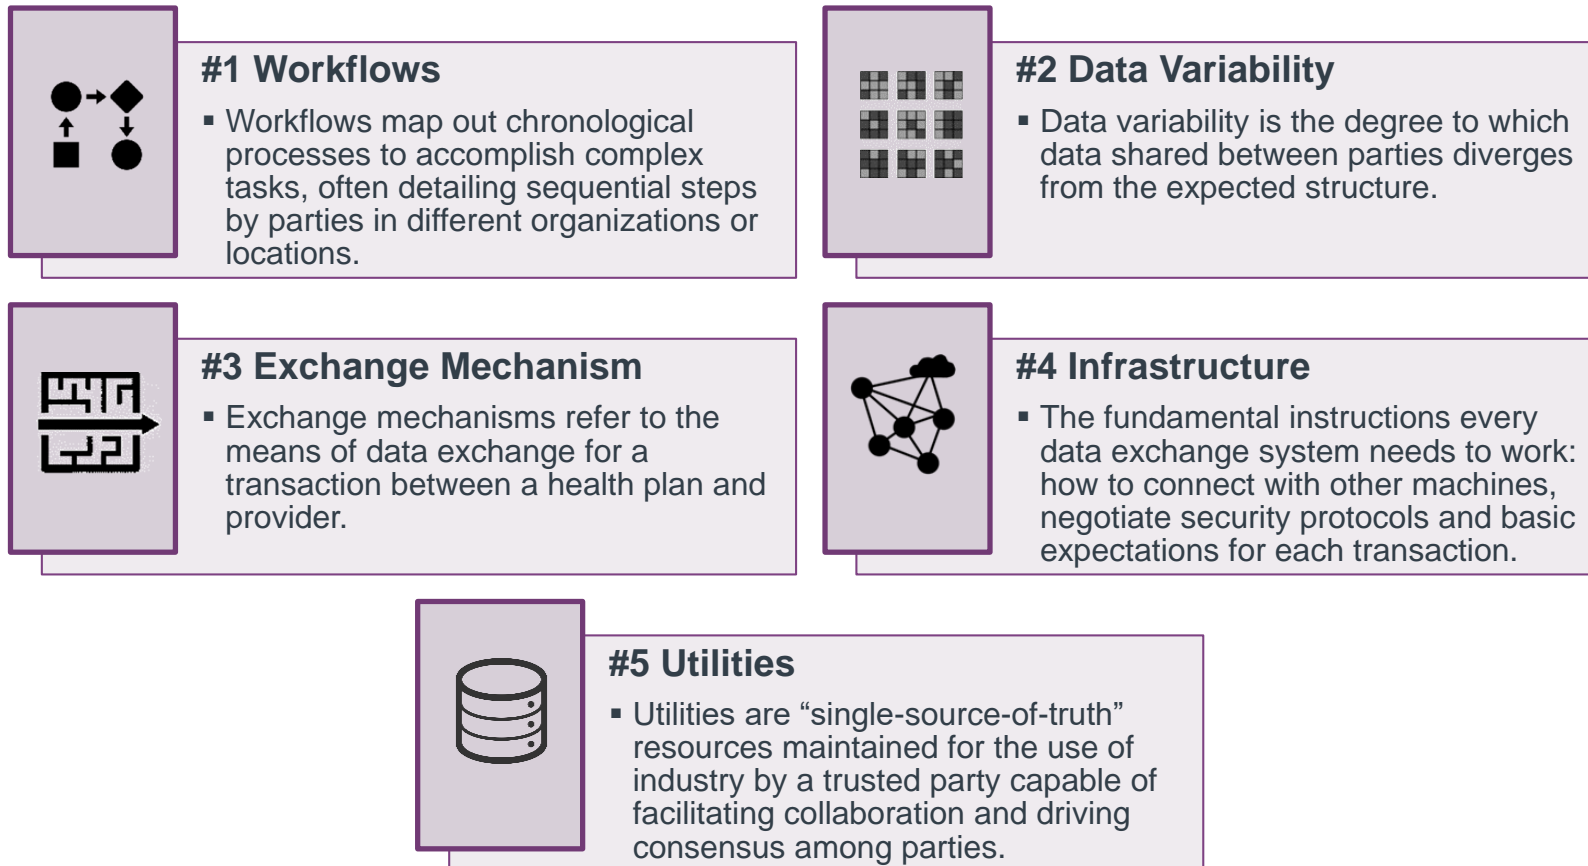 #1 Workflows
▪ Workflows map out chronological
processes to accomplish complex
tasks, often detailing sequential steps
by parties in different organizations or
locations.
#2 Data Variability
▪ Data variability is the degree to which
data shared between parties diverges
from the expected structure.
#3 Exchange Mechanism
▪ Exchange mechanisms refer to the
means of data exchange for a
transaction between a health plan and
provider.
#4 Infrastructure
▪ The fundamental instructions every
data exchange system needs to work:
how to connect with other machines,
negotiate security protocols and basic
expectations for each transaction.
#5 Utilities
▪ Utilities are “single-source-of-truth”
resources maintained for the use of
industry by a trusted party capable of
facilitating collaboration and driving
consensus among parties.